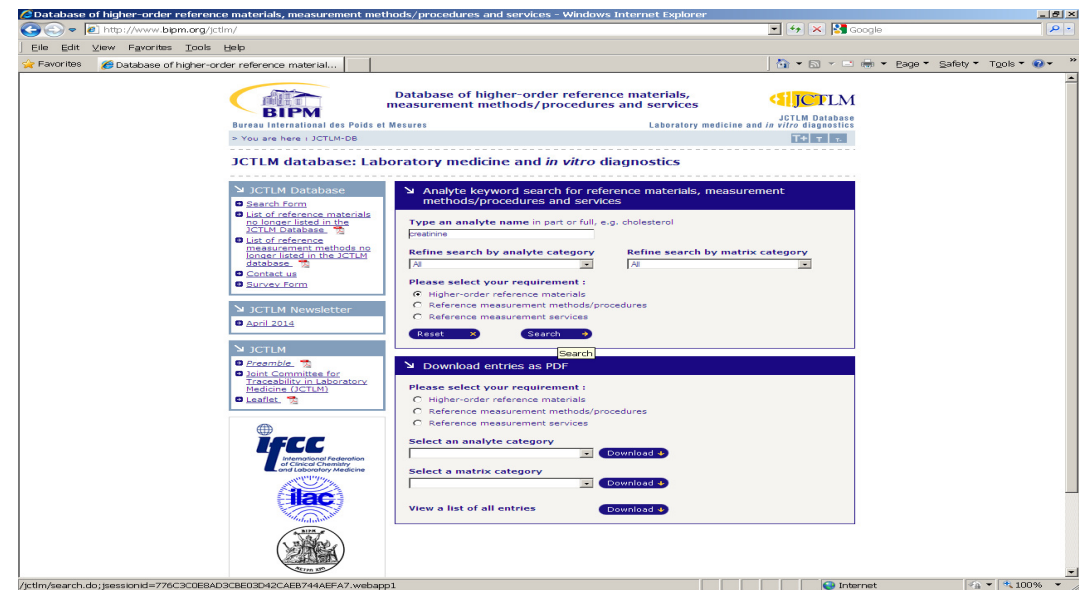 Database of higher-order reference materials, measurement methods/procedures and services - Windows Internet Explorer
http://www.bipm.org/jctlm/
Google
File Edit View Favorites Tools Help
Favorites
Database of higher-order reference material...
Page Safety Tools
BIPM
Bureau International des Poids et Mesures
Database of higher-order reference materials,
measurement methods/procedures and services
JCTLM
JCTLM Database
Laboratory medicine and in vitro diagnostics
> You are here : JCTLM-DB
T+ T T-
JCTLM database: Laboratory medicine and in vitro diagnostics
JCTLM Database
Search Form
List of reference materials
no longer listed in the
JCTLM Database
List of reference
measurement methods no
longer listed in the JCTLM
database
Contact us
Survey Form
JCTLM Newsletter
April 2014
JCTLM
Preamble
Joint Committee for
Traceability in Laboratory
Medicine (JCTLM)
Leaflet
ifcc
International Federation
of Clinical Chemistry
and Laboratory Medicine
ilac
BIPM
Analyte keyword search for reference materials, measurement
methods/procedures and services
Type an analyte name in part or full, e.g. cholesterol
creatinine
Refine search by analyte category Refine search by matrix category
All All
Please select your requirement :
Higher-order reference materials
Reference measurement methods/procedures
Reference measurement services
Reset Search
Search
Download entries as PDF
Please select your requirement :
Higher-order reference materials
Reference measurement methods/procedures
Reference measurement services
Select an analyte category
Download
Select a matrix category
Download
View a list of all entries Download
/jctlm/search.do;jsessionid=776C3C0E8AD3CBE03D42CAEB744AEFA7.webapp1
Internet
100%